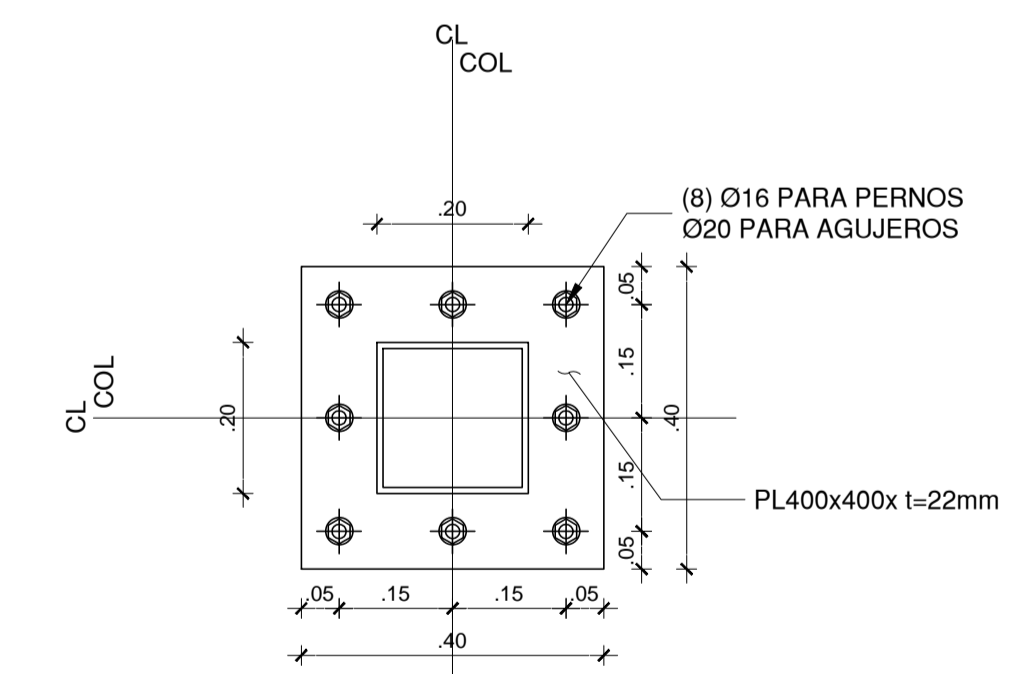 CL
COL
(8) Ø16 PARA PERNOS
Ø20 PARA AGUJEROS
.20
.05
.15
CL
COL
.20
.40
.15
PL400x400x t=22mm
.05
.05
.15
.15
.05
.40